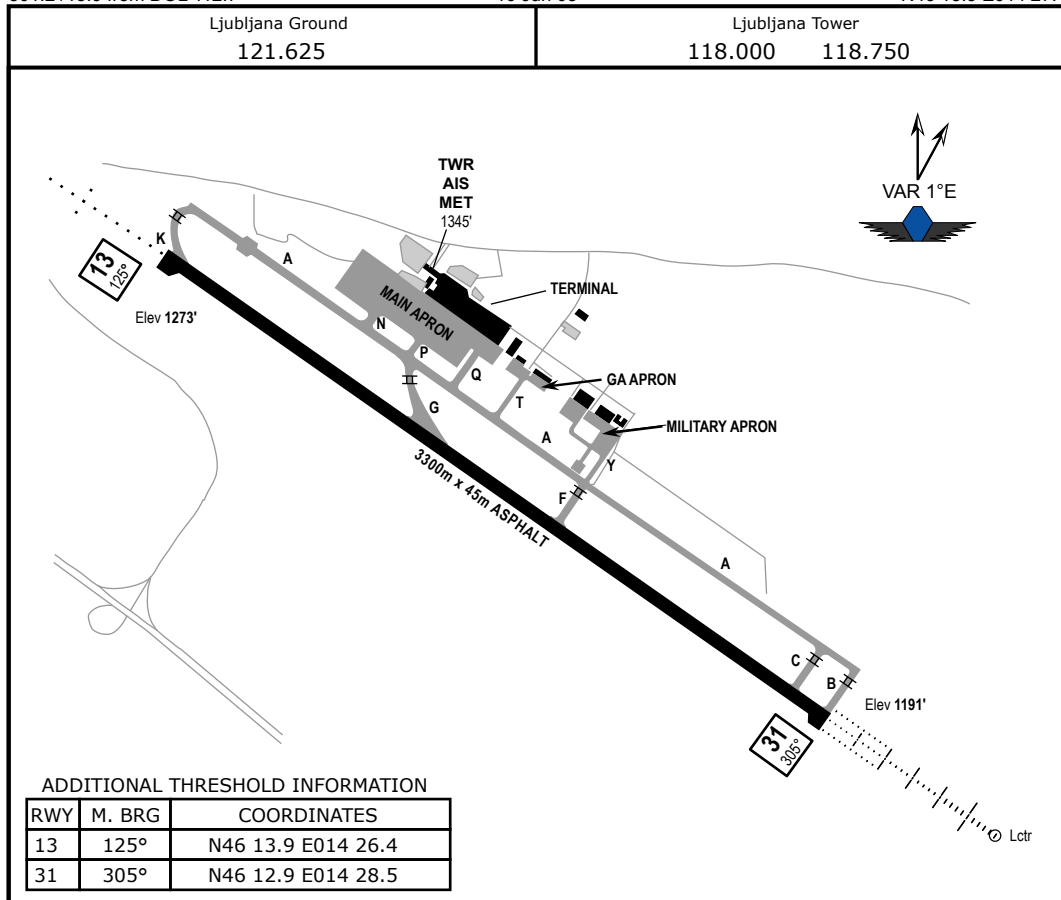 Ljubljana Ground
121.625
Ljubljana Tower
118.000 118.750
TWR
AIS
MET
1345'
VAR 1°E
K
13
125°
Elev 1273'
A
MAIN APRON
TERMINAL
N
P
Q
G
T
GA APRON
A
MILITARY APRON
Y
F
3300m x 45m ASPHALT
A
C
B
Elev 1191'
31
305°
Lctr
ADDITIONAL THRESHOLD INFORMATION
RWY M. BRG COORDINATES
13 125° N46 13.9 E014 26.4
31 305° N46 12.9 E014 28.5